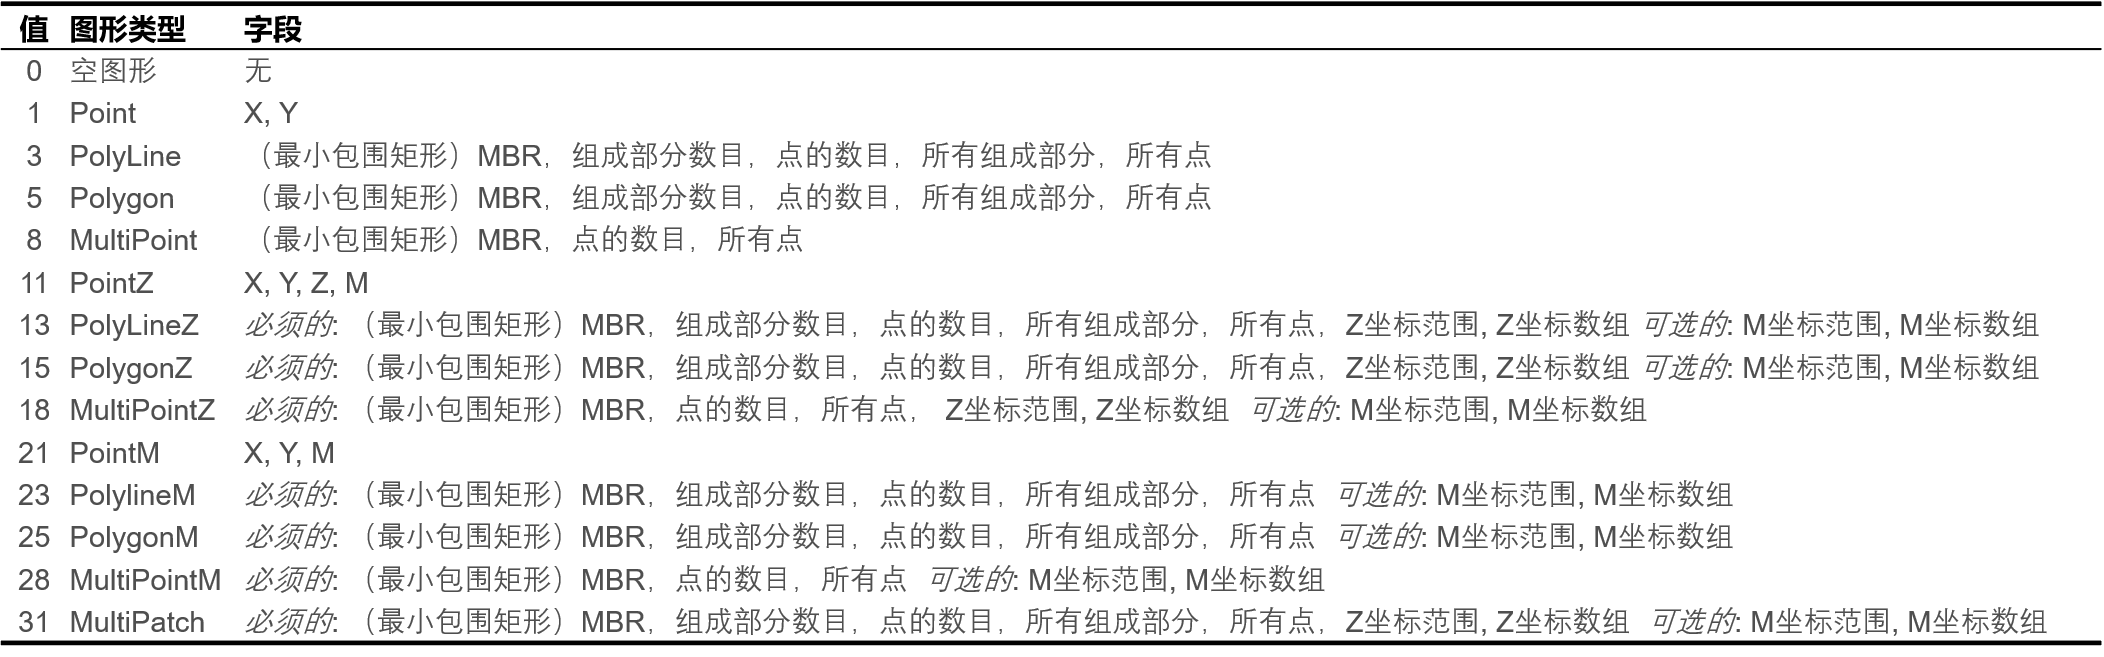 值 图形类型 字段
0 空图形 无
1 Point X, Y
3 PolyLine （最小包围矩形）MBR，组成部分数目，点的数目，所有组成部分，所有点
5 Polygon （最小包围矩形）MBR，组成部分数目，点的数目，所有组成部分，所有点
8 MultiPoint （最小包围矩形）MBR，点的数目，所有点
11 PointZ X, Y, Z, M
13 PolyLineZ 必须的: （最小包围矩形）MBR，组成部分数目，点的数目，所有组成部分，所有点，Z坐标范围, Z坐标数组 可选的: M坐标范围, M坐标数组
15 PolygonZ 必须的: （最小包围矩形）MBR，组成部分数目，点的数目，所有组成部分，所有点，Z坐标范围, Z坐标数组 可选的: M坐标范围, M坐标数组
18 MultiPointZ 必须的: （最小包围矩形）MBR，点的数目，所有点， Z坐标范围, Z坐标数组 可选的: M坐标范围, M坐标数组
21 PointM X, Y, M
23 PolylineM 必须的: （最小包围矩形）MBR，组成部分数目，点的数目，所有组成部分，所有点 可选的: M坐标范围, M坐标数组
25 PolygonM 必须的: （最小包围矩形）MBR，组成部分数目，点的数目，所有组成部分，所有点 可选的: M坐标范围, M坐标数组
28 MultiPointM 必须的: （最小包围矩形）MBR，点的数目，所有点 可选的: M坐标范围, M坐标数组
31 MultiPatch 必须的: （最小包围矩形）MBR，组成部分数目，点的数目，所有组成部分，所有点，Z坐标范围, Z坐标数组 可选的: M坐标范围, M坐标数组